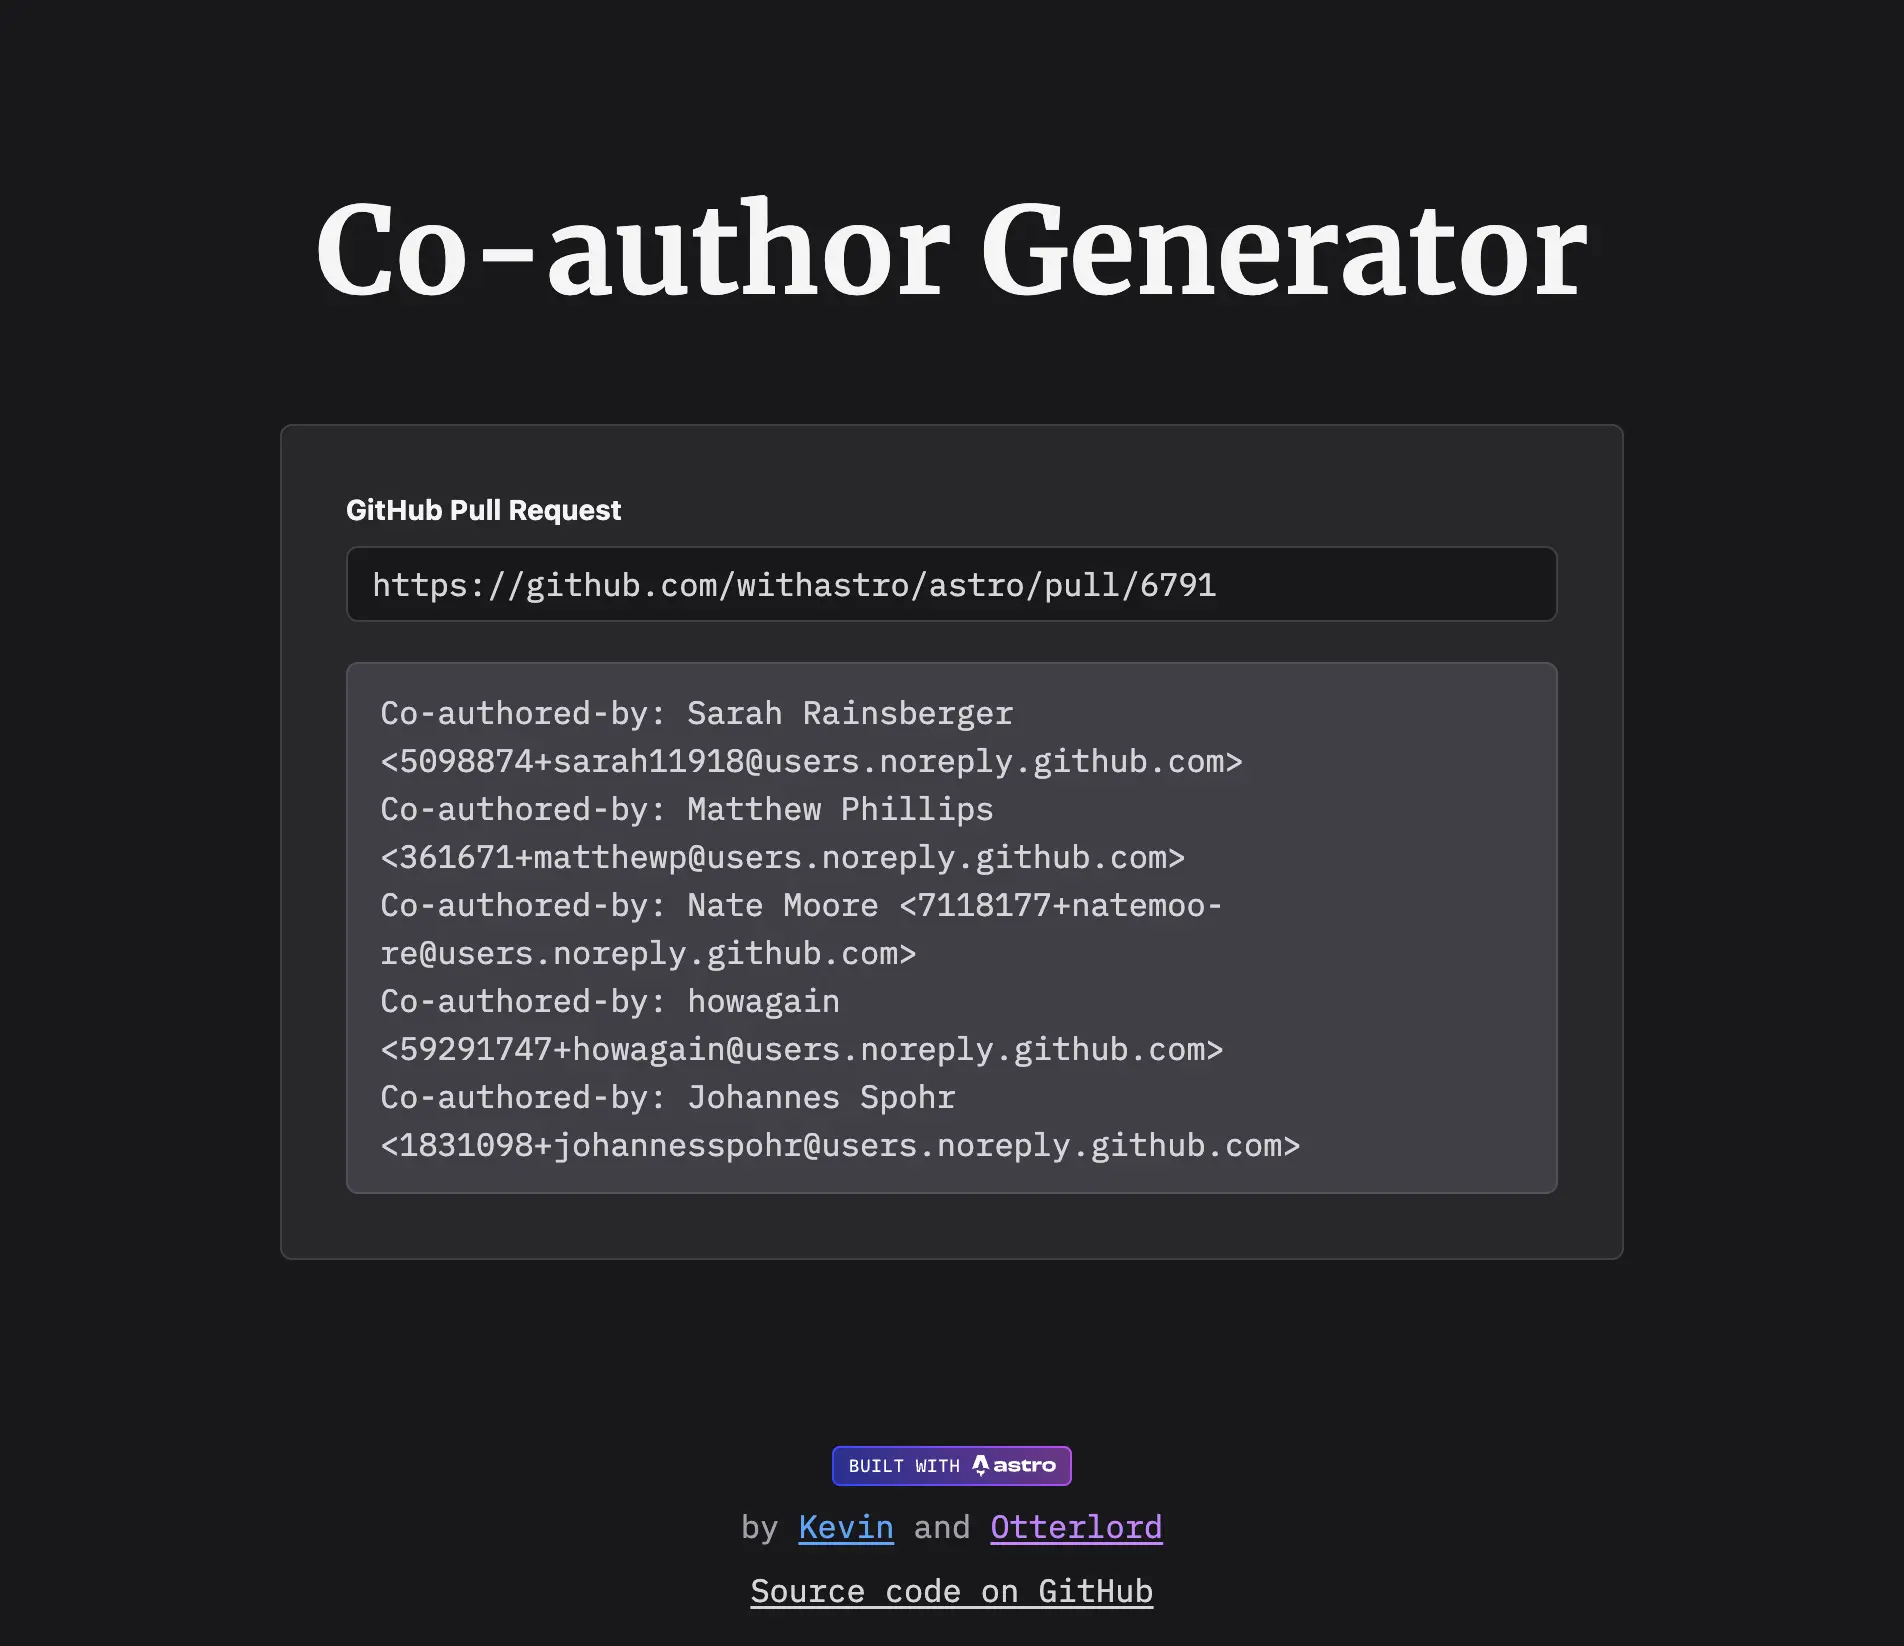 Co-author Generator
GitHub Pull Request
https://github.com/withastro/astro/pull/6791
Co-authored-by: Sarah Rainsberger
<5098874+sarah11918@users.noreply.github.com>
Co-authored-by: Matthew Phillips
<361671+matthewp@users.noreply.github.com>
Co-authored-by: Nate Moore <7118177+natemoo-
re@users.noreply.github.com>
Co-authored-by: howagain
<59291747+howagain@users.noreply.github.com>
Co-authored-by: Johannes Spohr
<1831098+johannesspohr@users.noreply.github.com>
BUILT WITH astro
by Kevin and Otterlord
Source code on GitHub